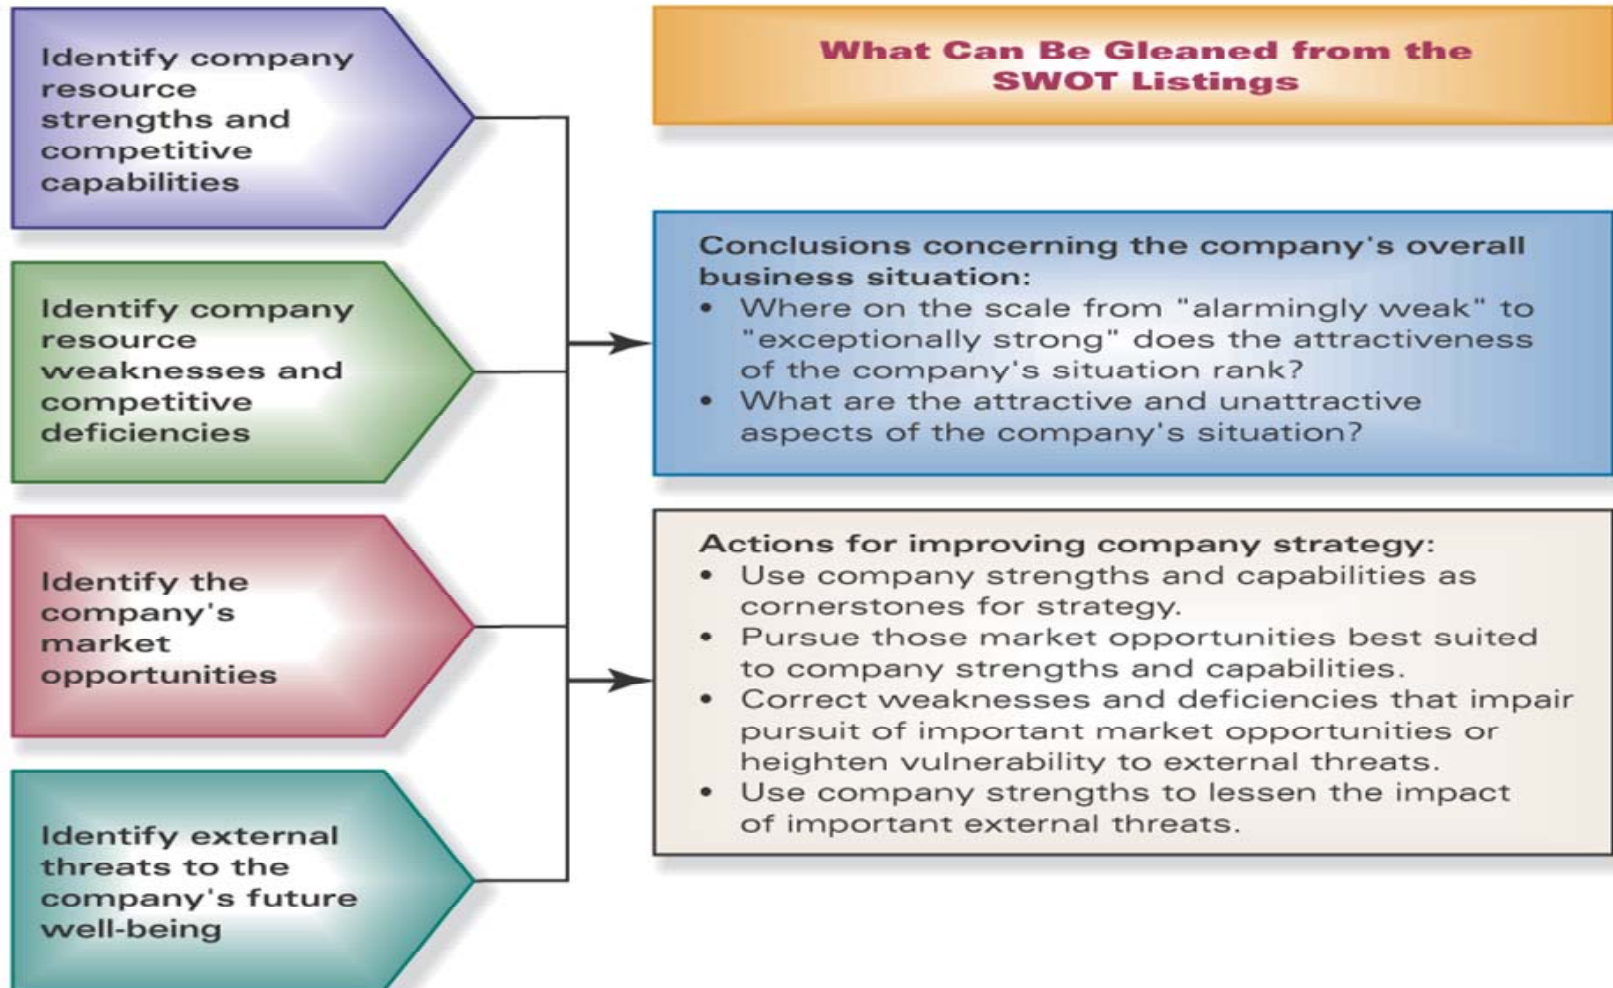 Identify company
resource
strengths and
competitive
capabilities
Identify company
resource
weaknesses and
competitive
deficiencies
Identify the
company's
market
opportunities
Identify external
threats to the
company's future
well-being
What Can Be Gleaned from the
SWOT Listings
Conclusions concerning the company's overall
business situation:
• Where on the scale from "alarmingly weak" to
"exceptionally strong" does the attractiveness
of the company's situation rank?
• What are the attractive and unattractive
aspects of the company's situation?
Actions for improving company strategy:
• Use company strengths and capabilities as
cornerstones for strategy.
• Pursue those market opportunities best suited
to company strengths and capabilities.
• Correct weaknesses and deficiencies that impair
pursuit of important market opportunities or
heighten vulnerability to external threats.
• Use company strengths to lessen the impact
of important external threats.